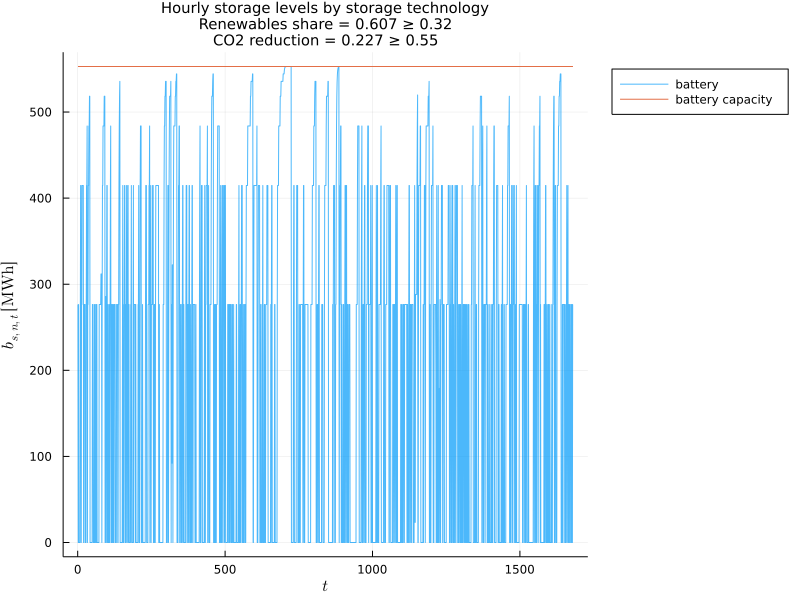 Hourly storage levels by storage technology
Renewables share = 0.607 ≥ 0.32
CO2 reduction = 0.227 ≥ 0.55
battery
battery capacity
b_{s, n, t} [MWh]
500
400
300
200
100
0
0
500
1000
1500
t